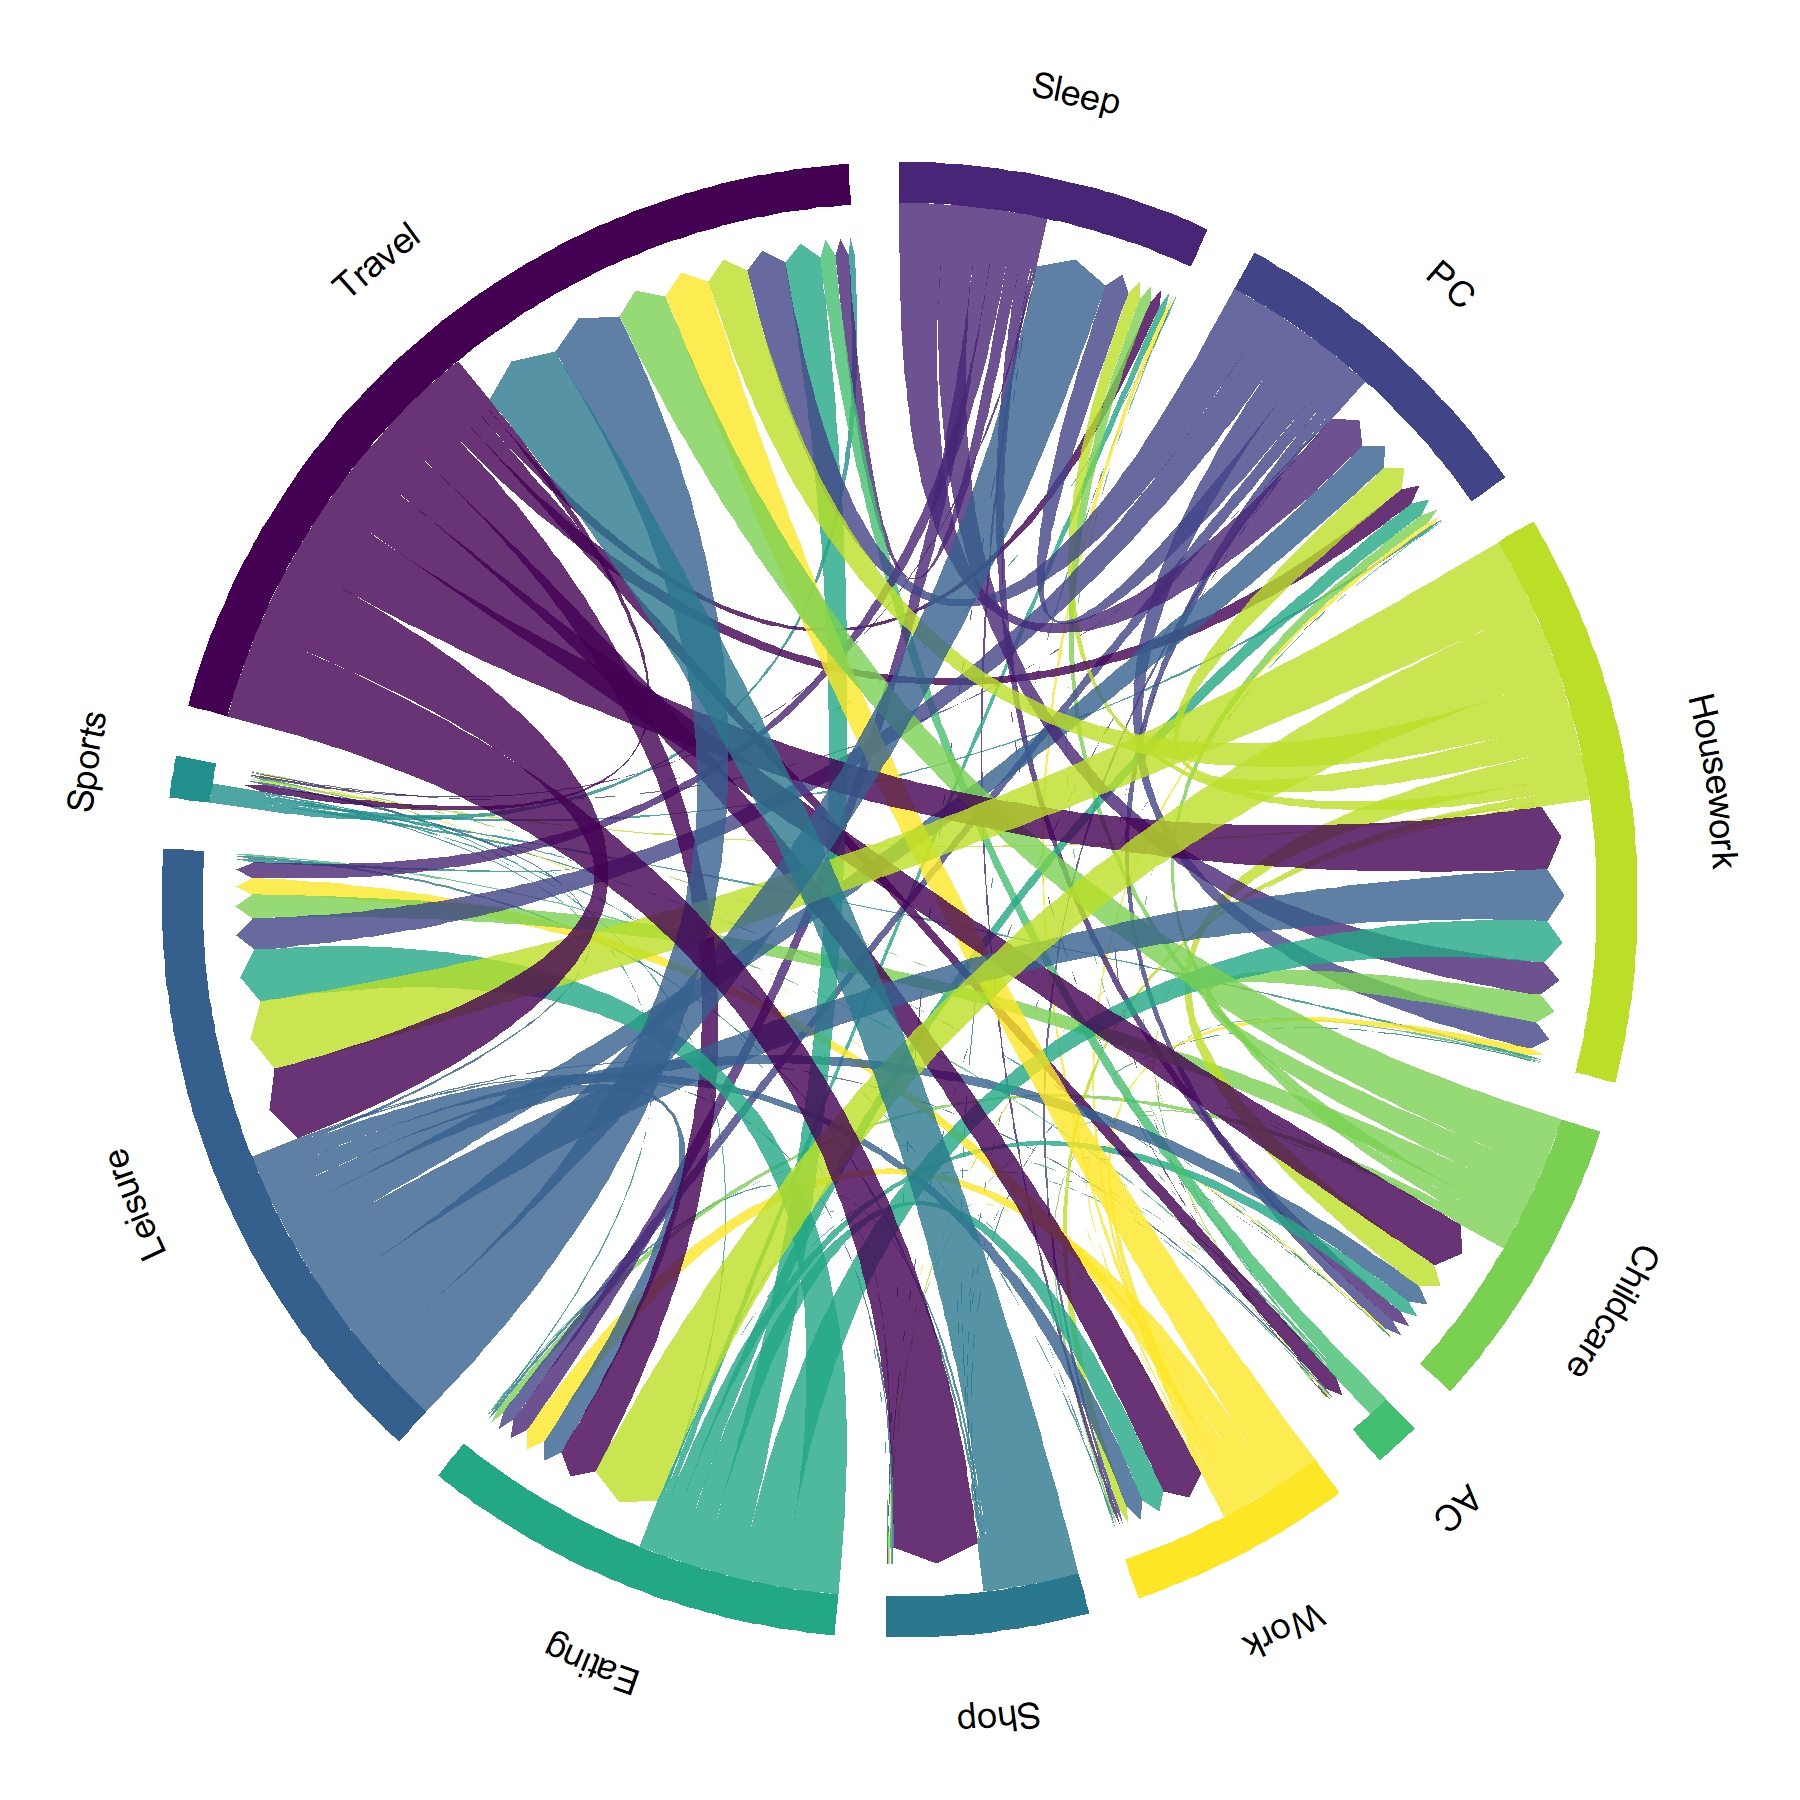 Sleep
PC
Housework
Childcare
AC
Work
Shop
Eating
Leisure
Sports
Travel